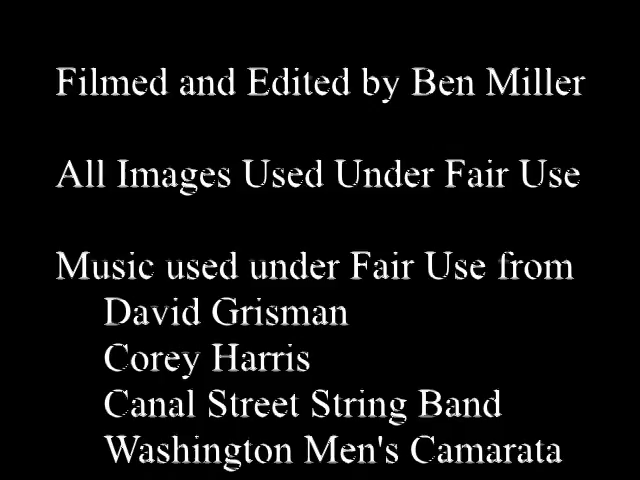 Filmed and Edited by Ben Miller
All Images Used Under Fair Use
Music used under Fair Use from
David Grisman
Corey Harris
Canal Street String Band
Washington Men's Camarata